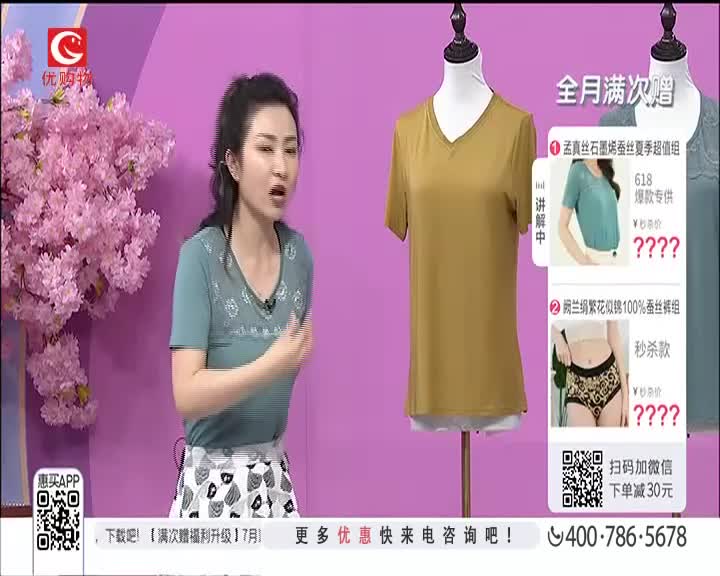 优购物
全月满次赠
1 孟真丝石墨烯蚕丝夏季超值组
讲解中
618
爆款专供
¥秒杀价
????
2 阙兰绢繁花似锦100%蚕丝裤组
秒杀款
¥秒杀价
????
扫码加微信
下单减30元
惠买APP
，下载吧!【满次赠福利升级】7月
更多优惠快来电咨询吧！
400-786-5678